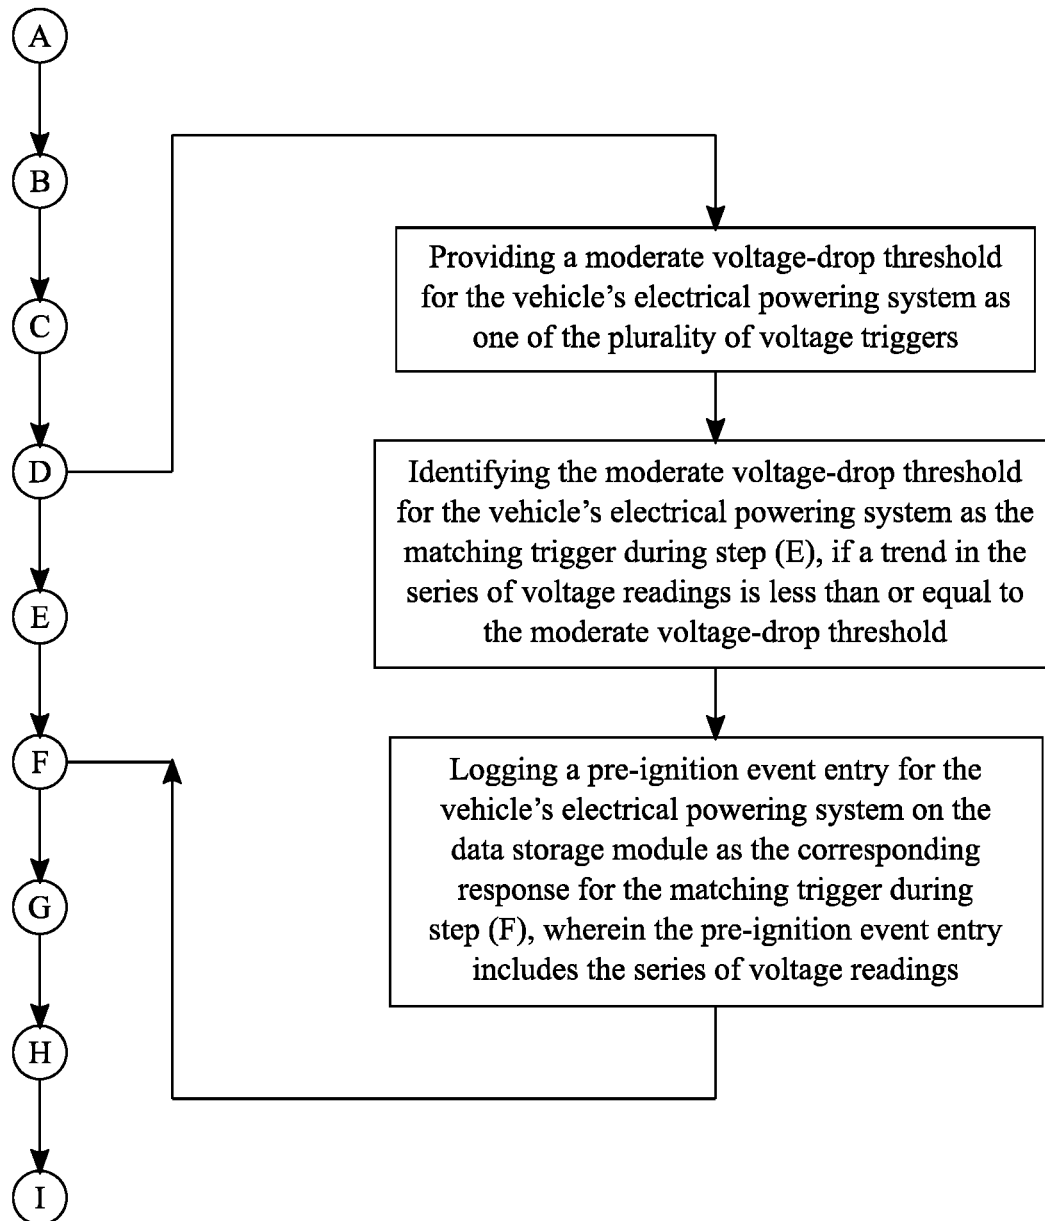 A
B
C
D
E
F
G
H
I
Providing a moderate voltage-drop threshold
for the vehicle's electrical powering system as
one of the plurality of voltage triggers
Identifying the moderate voltage-drop threshold
for the vehicle's electrical powering system as the
matching trigger during step (E), if a trend in the
series of voltage readings is less than or equal to
the moderate voltage-drop threshold
Logging a pre-ignition event entry for the
vehicle's electrical powering system on the
data storage module as the corresponding
response for the matching trigger during
step (F), wherein the pre-ignition event entry
includes the series of voltage readings